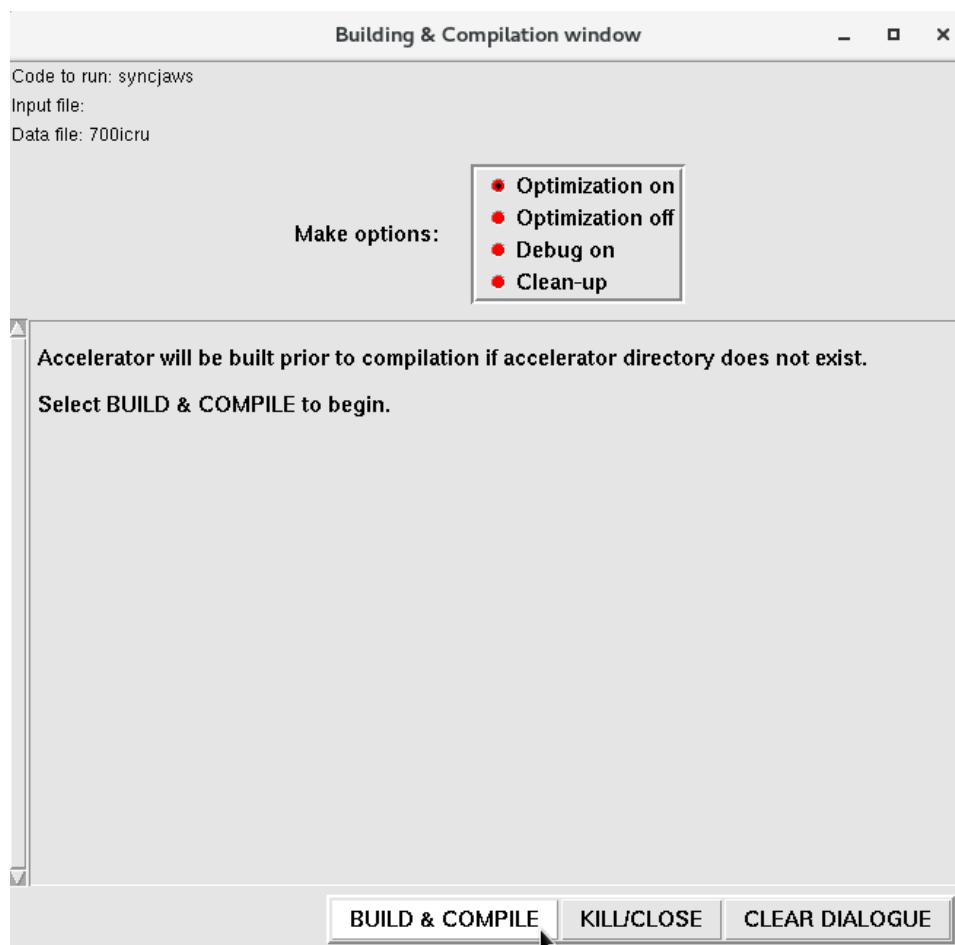 Building & Compilation window
Code to run: syncjaws
Input file:
Data file: 700icru
Make options:
Optimization on
Optimization off
Debug on
Clean-up
Accelerator will be built prior to compilation if accelerator directory does not exist.
Select BUILD & COMPILE to begin.
BUILD & COMPILE
KILL/CLOSE
CLEAR DIALOGUE